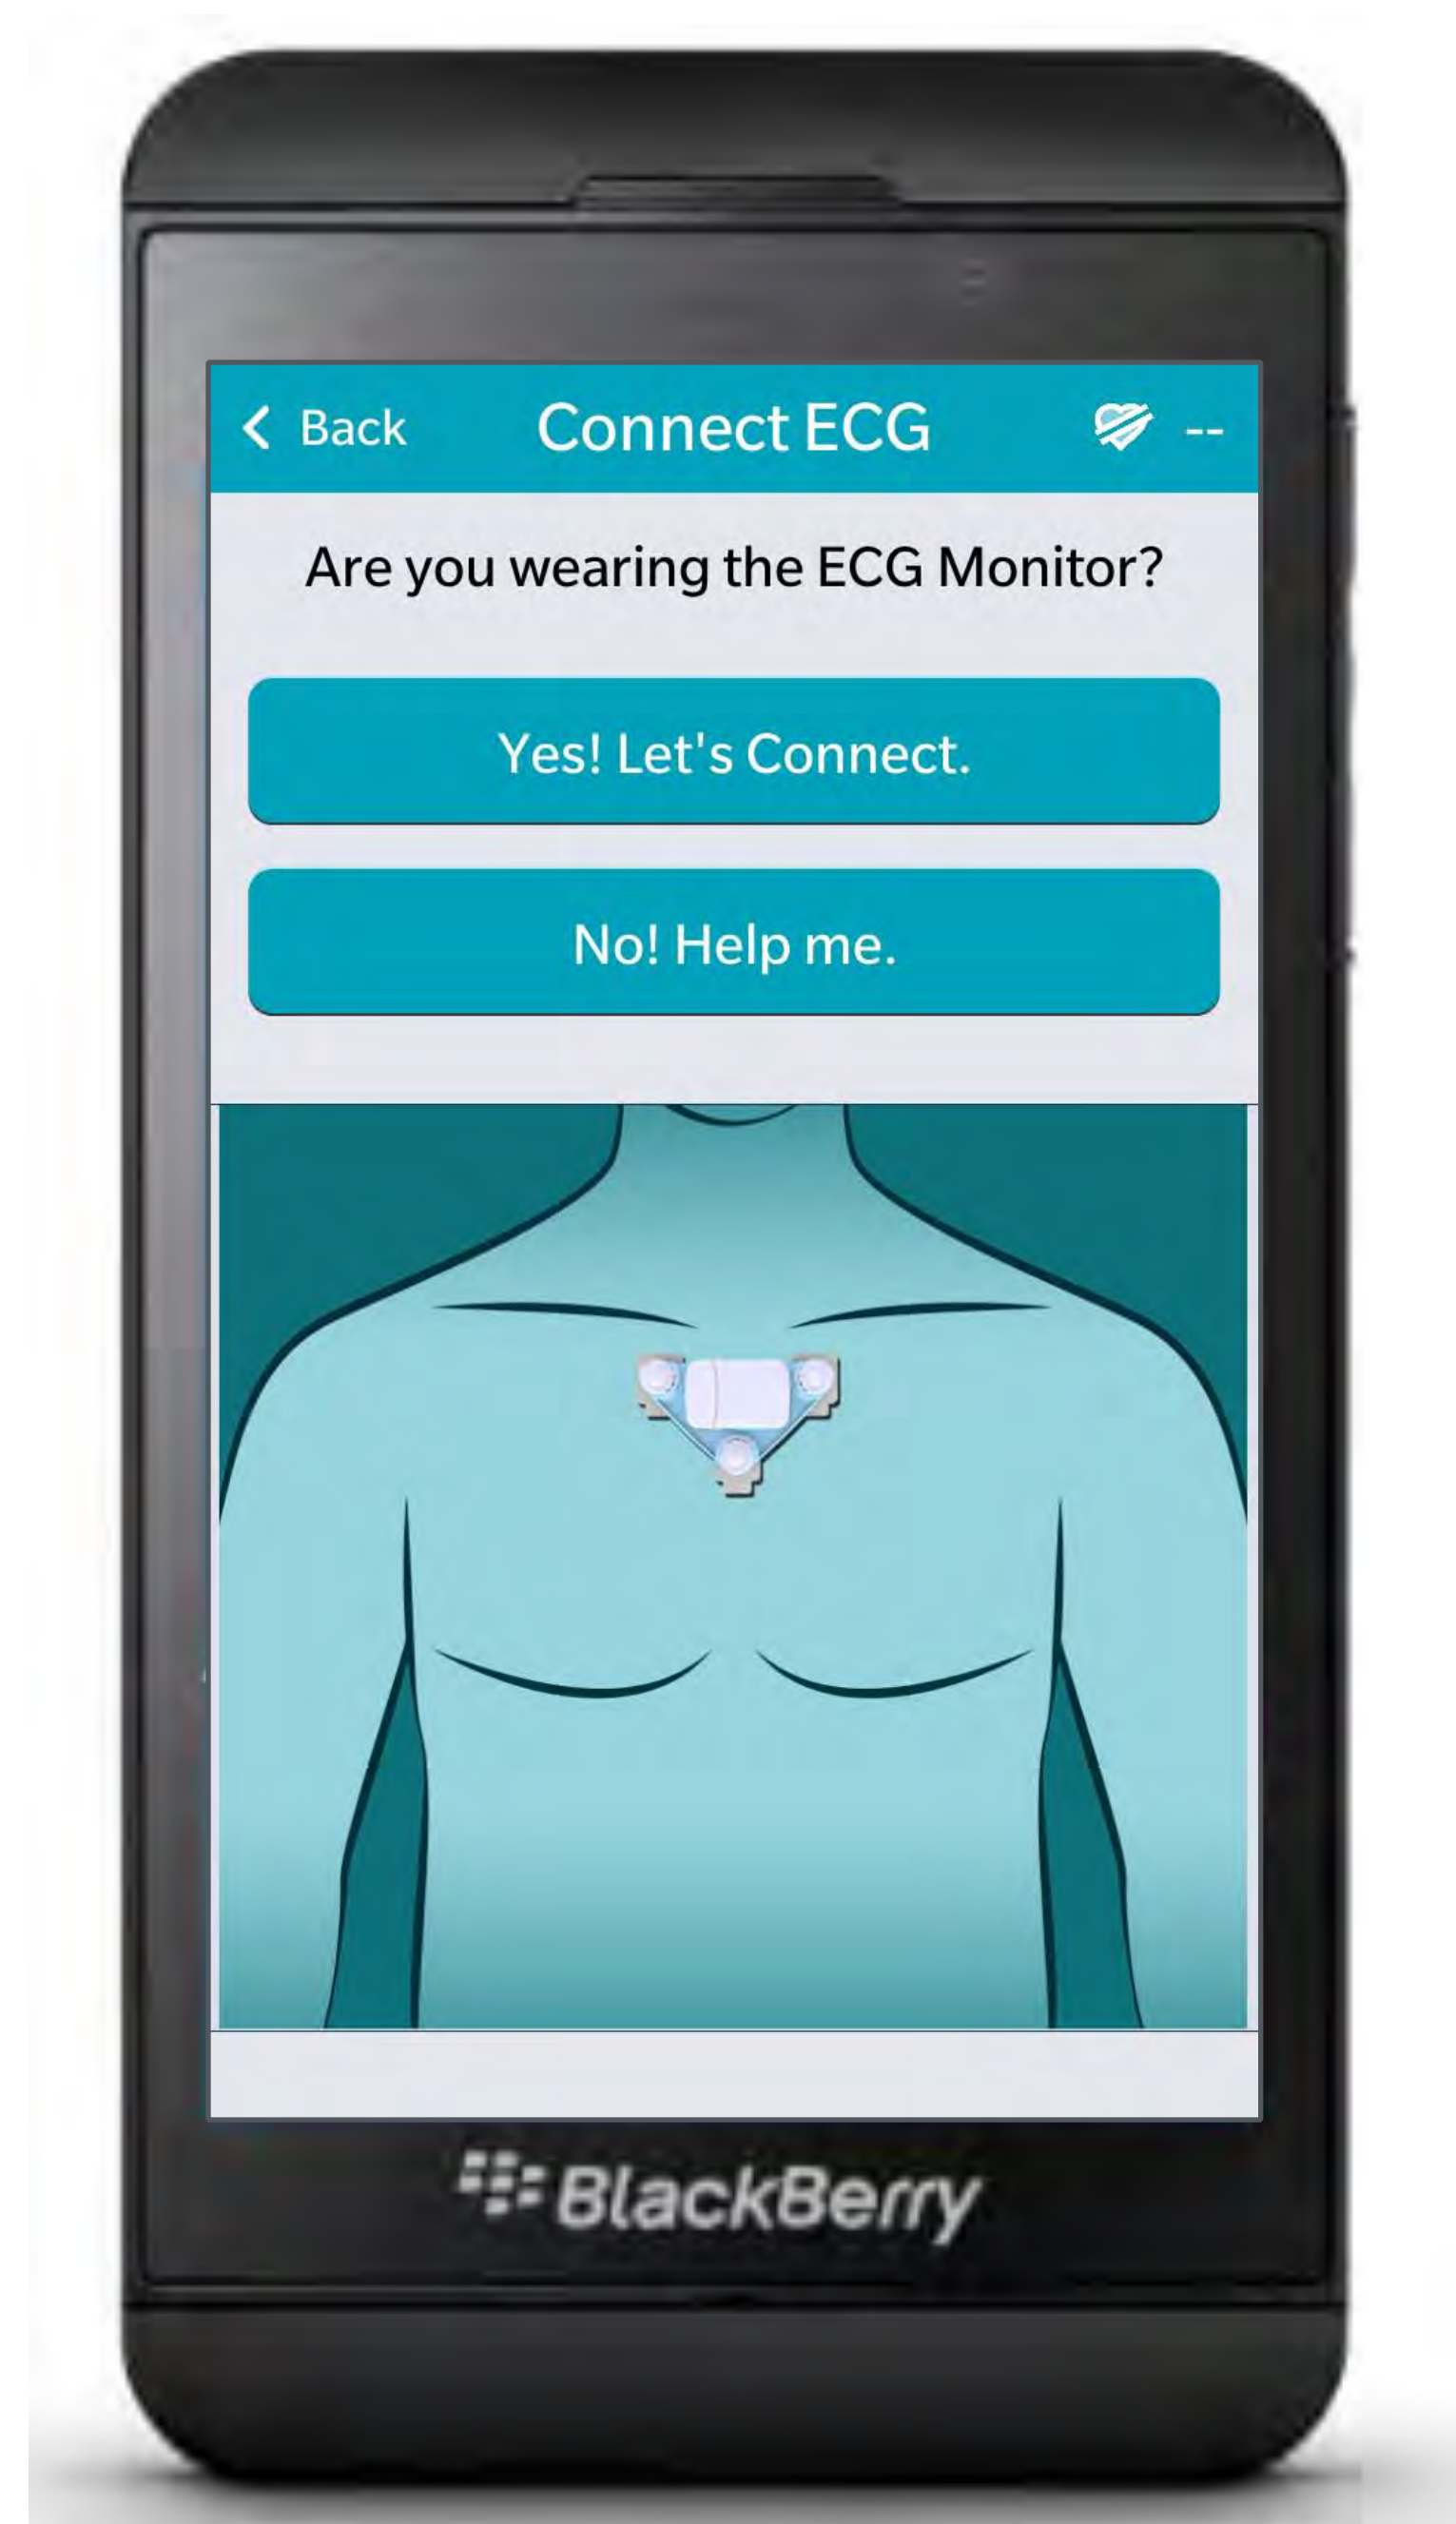 Back Connect ECG --
Are you wearing the ECG Monitor?
Yes! Let's Connect.
No! Help me.
BlackBerry